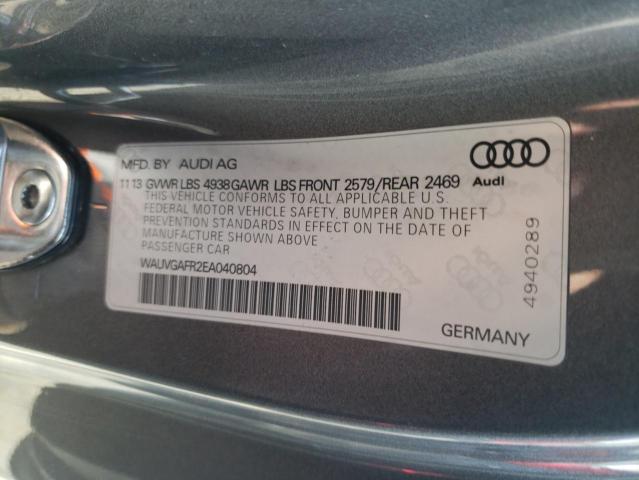 MFD. BY AUDI AG
11 13 GVWR LBS 4938 GAWR LBS FRONT 2579/REAR 2469
THIS VEHICLE CONFORMS TO ALL APPLICABLE U.S.
FEDERAL MOTOR VEHICLE SAFETY, BUMPER AND THEFT
PREVENTION STANDARDS IN EFFECT ON THE DATE OF
MANUFACTURE SHOWN ABOVE
PASSENGER CAR
WAUVGAFR2EA040804
Audi
4940289
GERMANY